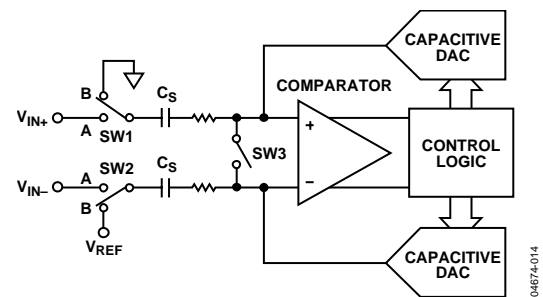 CAPACITIVE
DAC
COMPARATOR
B
CS
VIN+
A
SW1
+
SW3
CONTROL
LOGIC
SW2
CS
VIN–
A
B
–
VREF
CAPACITIVE
DAC
04674-014